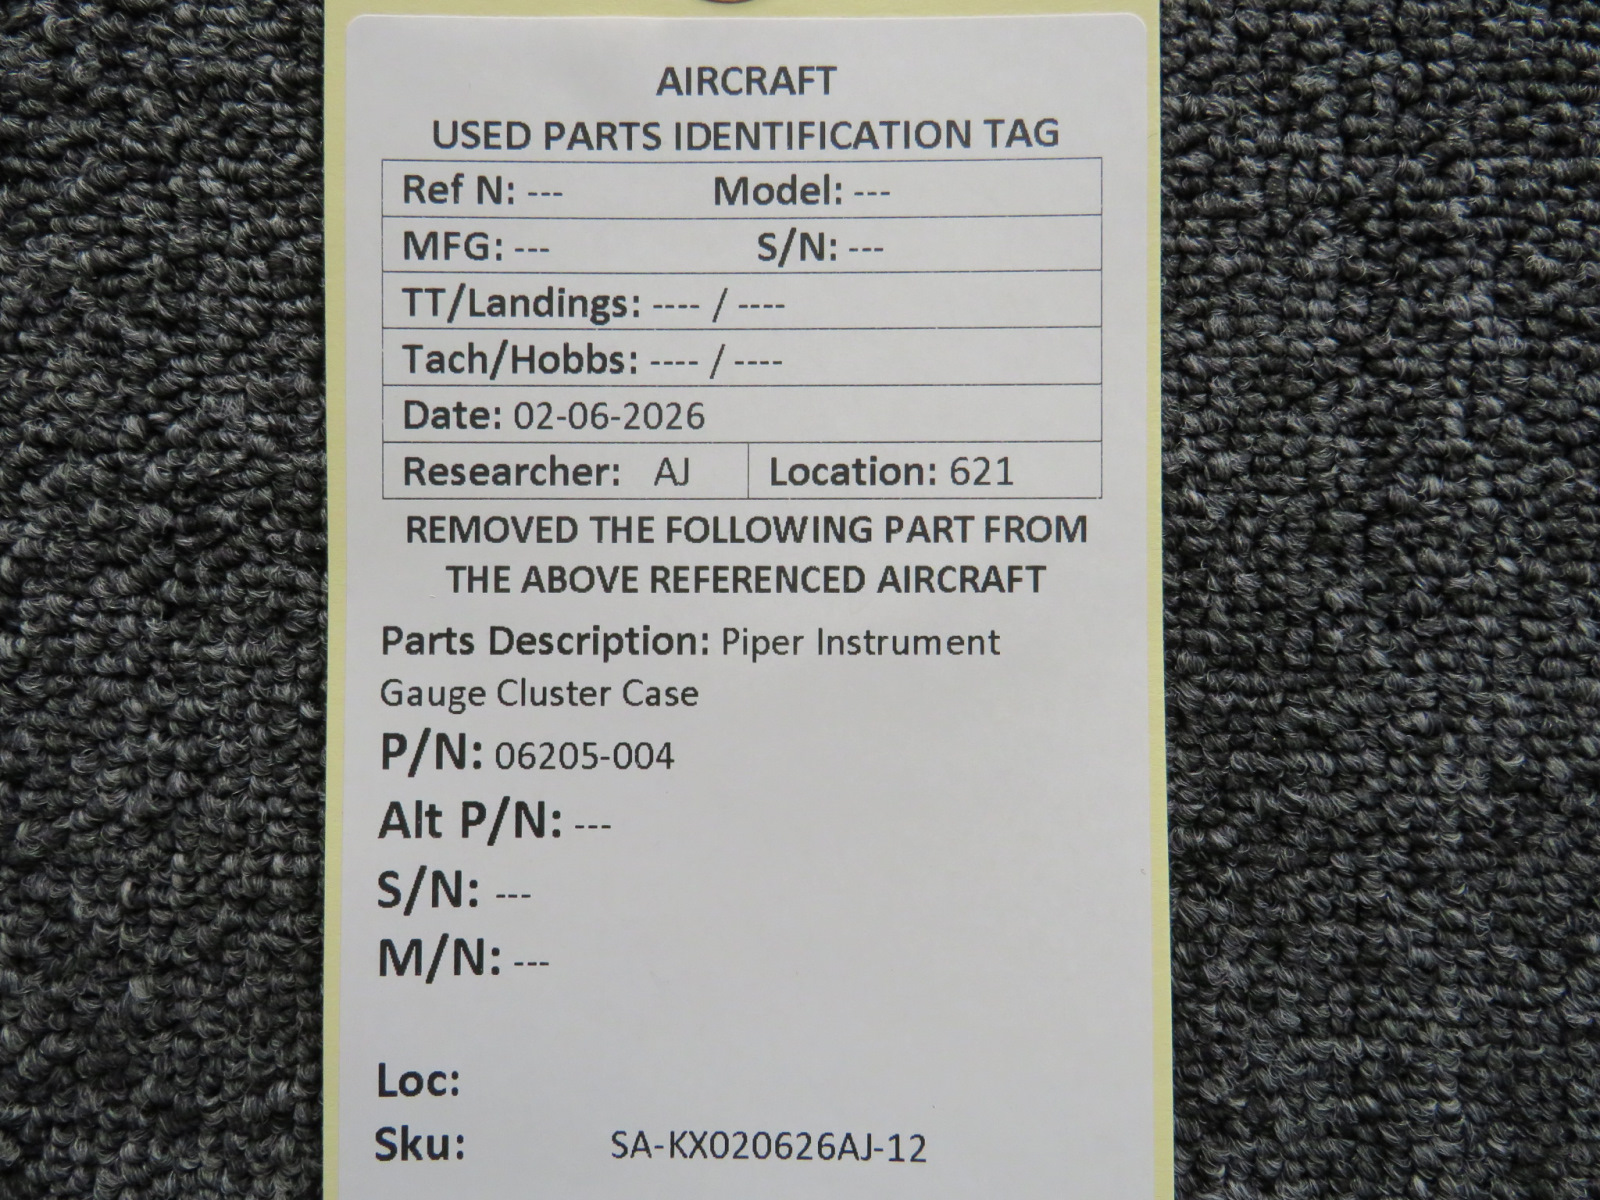 AIRCRAFT
USED PARTS IDENTIFICATION TAG
Ref N: --- Model: ---
MFG: --- S/N: ---
TT/Landings: ---- / ----
Tach/Hobbs: ---- / ----
Date: 02-06-2026
Researcher: AJ Location: 621
REMOVED THE FOLLOWING PART FROM
THE ABOVE REFERENCED AIRCRAFT
Parts Description: Piper Instrument
Gauge Cluster Case
P/N: 06205-004
Alt P/N: ---
S/N: ---
M/N: ---
Loc:
Sku: SA-KX020626AJ-12